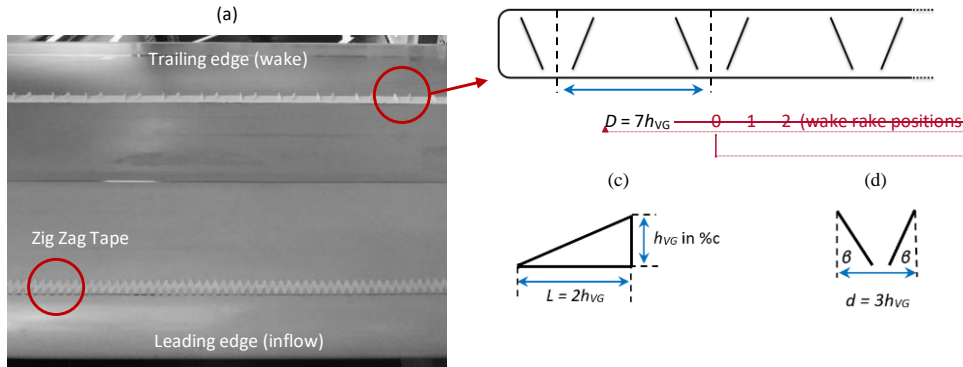 (a)
Trailing edge (wake)
Zig Zag Tape
Leading edge (inflow)
D = 7hVG 0 1 2 (wake rake positions
(c)
hVG in %c
L = 2hVG
(d)
β β
d = 3hVG